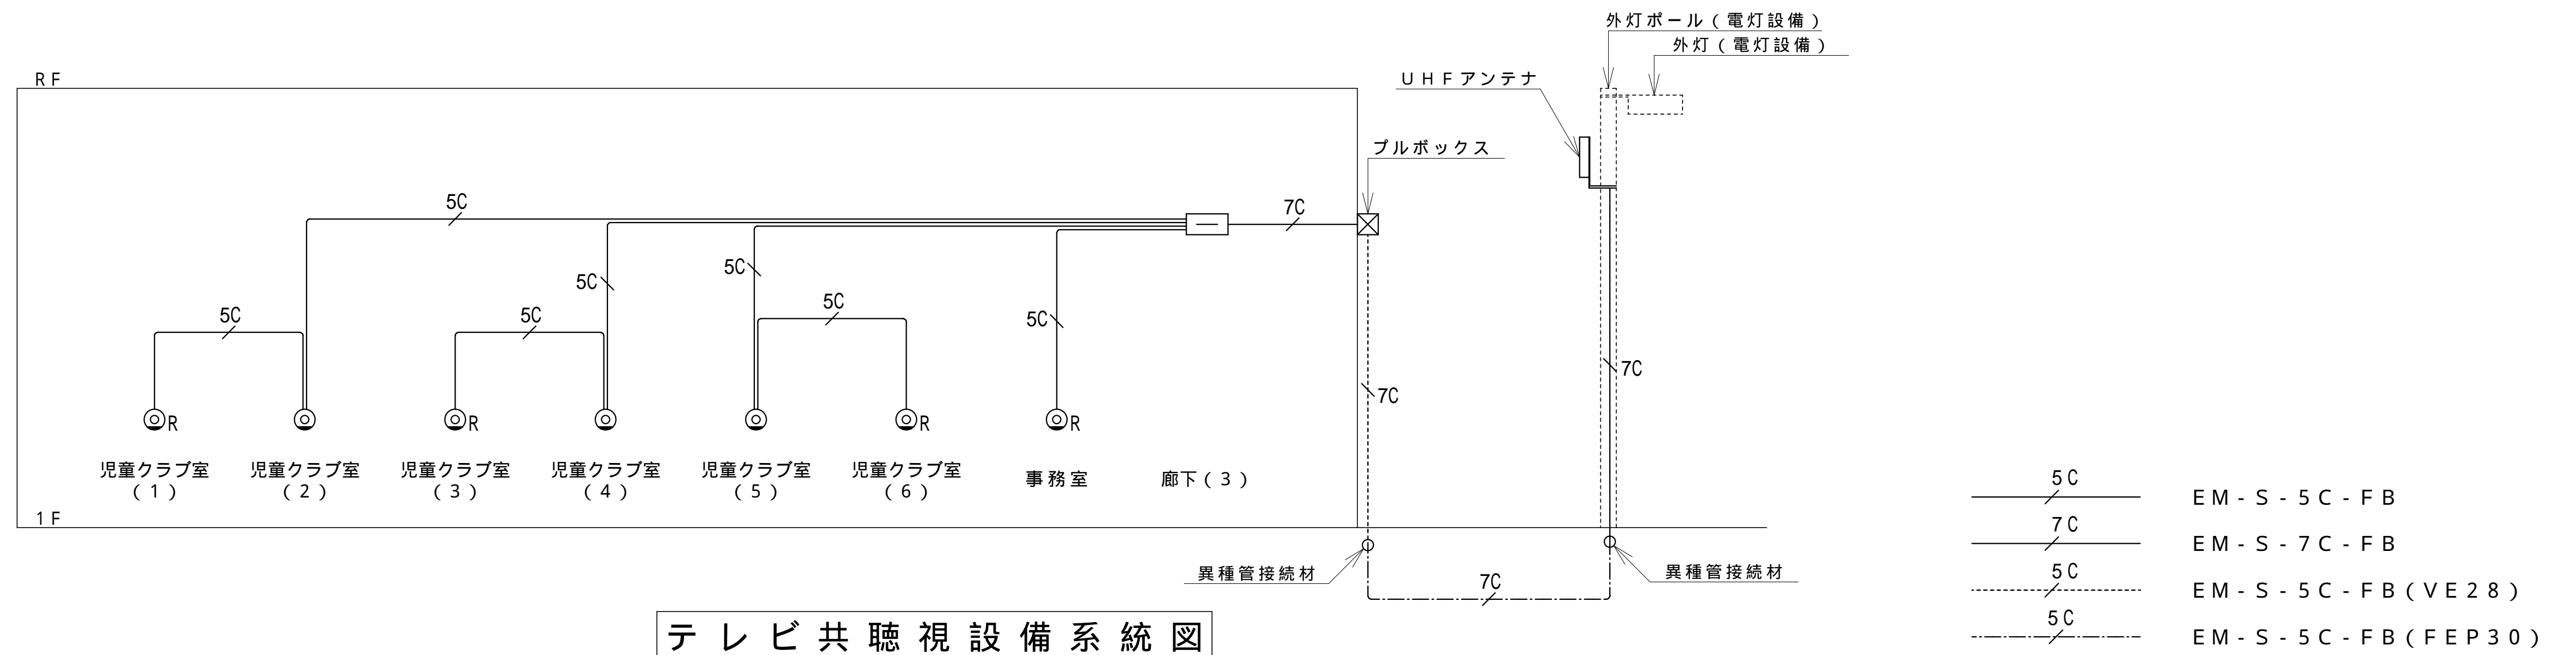 外灯ポール(電灯設備)
外灯(電灯設備)
RF
UHFアンテナ
プルボックス
5C
7C
5C
5C
5C
5C
5C
5C
7C
7C
R
R
R
R
児童クラブ室
(1)
児童クラブ室
(2)
児童クラブ室
(3)
児童クラブ室
(4)
児童クラブ室
(5)
児童クラブ室
(6)
事務室
廊下(3)
1F
異種管接続材
7C
異種管接続材
テレビ共聴視設備系統図
5C
EM-S-5C-FB
7C
EM-S-7C-FB
5C
EM-S-5C-FB(VE28)
5C
EM-S-5C-FB(FEP30)